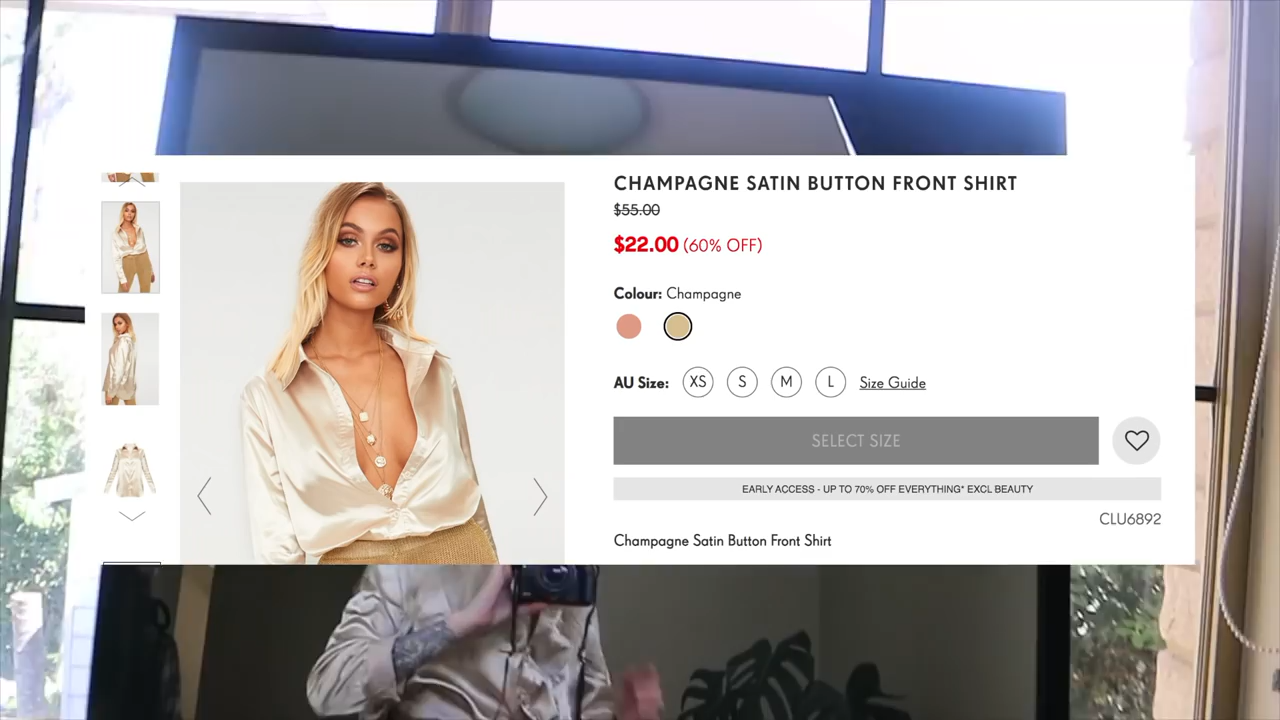 CHAMPAGNE SATIN BUTTON FRONT SHIRT
$55.00
$22.00 (60% OFF)
Colour: Champagne
AU Size: XS S M L Size Guide
SELECT SIZE
EARLY ACCESS - UP TO 70% OFF EVERYTHING* EXCL BEAUTY
CLU6892
Champagne Satin Button Front Shirt